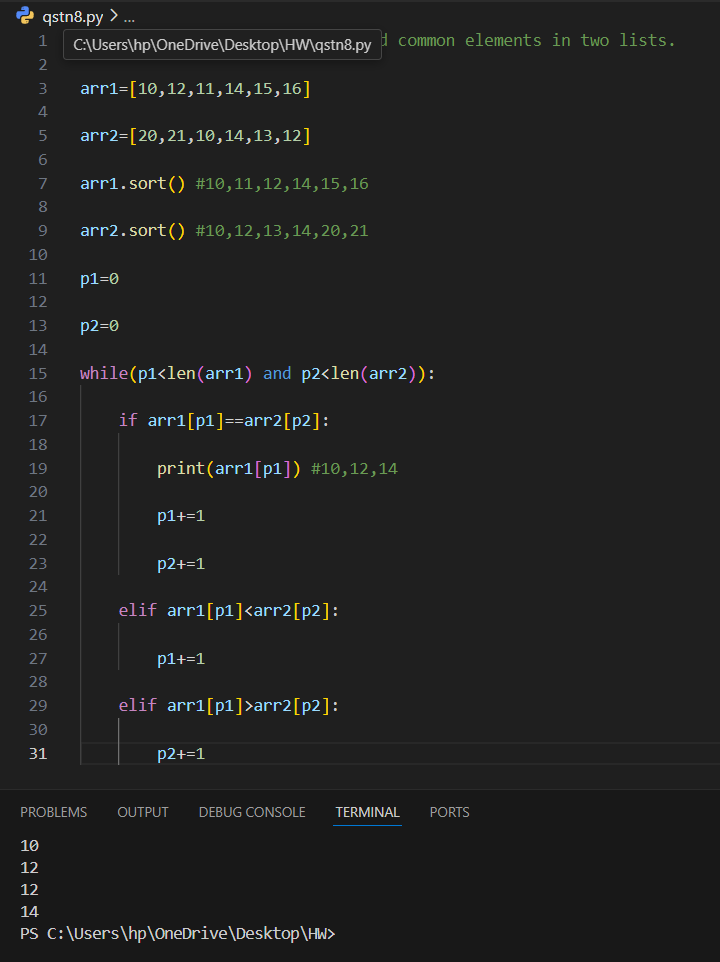 qstn8.py > ...
1 common elements in two lists.
C:\Users\hp\OneDrive\Desktop\HW\qstn8.py
2
3 arr1=[10,12,11,14,15,16]
4
5 arr2=[20,21,10,14,13,12]
6
7 arr1.sort() #10,11,12,14,15,16
8
9 arr2.sort() #10,12,13,14,20,21
10
11 p1=0
12
13 p2=0
14
15 while(p1<len(arr1) and p2<len(arr2)):
16
17 if arr1[p1]==arr2[p2]:
18
19 print(arr1[p1]) #10,12,14
20
21 p1+=1
22
23 p2+=1
24
25 elif arr1[p1]<arr2[p2]:
26
27 p1+=1
28
29 elif arr1[p1]>arr2[p2]:
30
31 p2+=1
PROBLEMS OUTPUT DEBUG CONSOLE TERMINAL PORTS
10
12
12
14
PS C:\Users\hp\OneDrive\Desktop\HW>